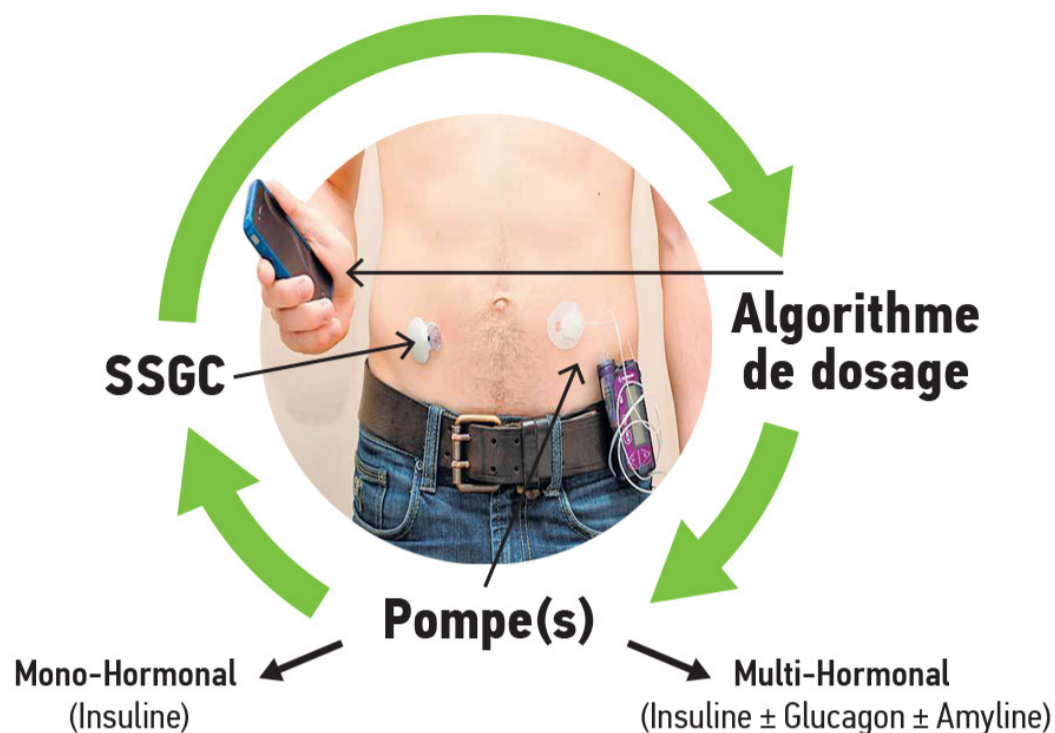 SSGC
Algorithme
de dosage
Pompe(s)
Mono-Hormonal
(Insuline)
Multi-Hormonal
(Insuline ± Glucagon ± Amyline)